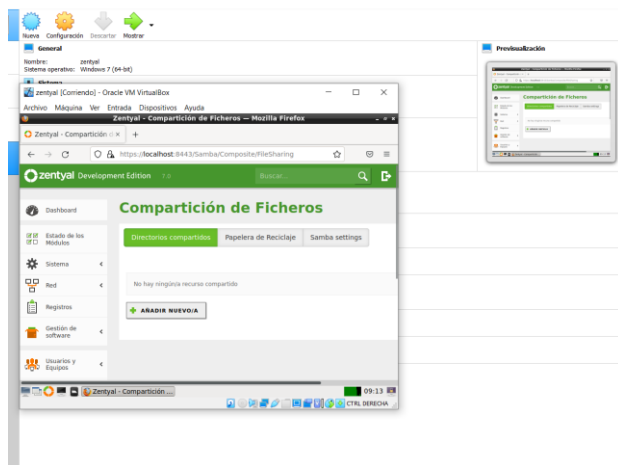 Nueva Configuración Descartar Mostrar
General
Previsualización
Nombre: zentyal
Sistema operativo: Windows 7 (64-bit)
Sistema
zentyal [Corriendo] - Oracle VM VirtualBox
Archivo Máquina Ver Entrada Dispositivos Ayuda
Zentyal - Compartición de Ficheros — Mozilla Firefox
Zentyal - Compartición d
https://localhost:8443/Samba/Composite/FileSharing
zentyal Development Edition 7.0 Buscar...
Dashboard
Compartición de Ficheros
Estado de los Módulos
Directorios compartidos Papelera de Reciclaje Samba settings
Sistema
Red
No hay ningún/a recurso compartido
Registros
AÑADIR NUEVO/A
Gestión de software
Usuarios y Equipos
Zentyal - Compartición ...
09:13
CTRL DERECHA